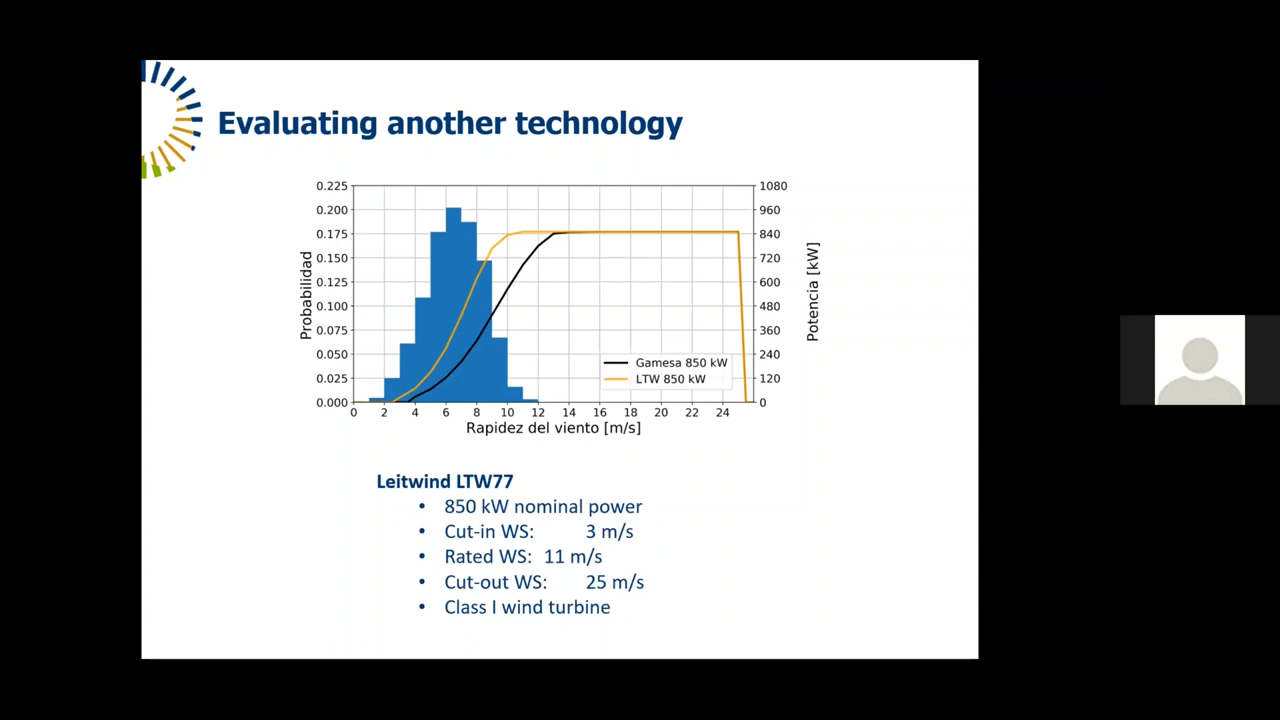 Evaluating another technology
0.225
0.200
0.175
0.150
0.125
0.100
0.075
0.050
0.025
0.000
Probabilidad
1080
960
840
720
600
480
360
240
120
0
Potencia [kW]
Gamesa 850 kW
LTW 850 kW
0 2 4 6 8 10 12 14 16 18 20 22 24
Rapidez del viento [m/s]
Leitwind LTW77
• 850 kW nominal power
• Cut-in WS: 3 m/s
• Rated WS: 11 m/s
• Cut-out WS: 25 m/s
• Class I wind turbine